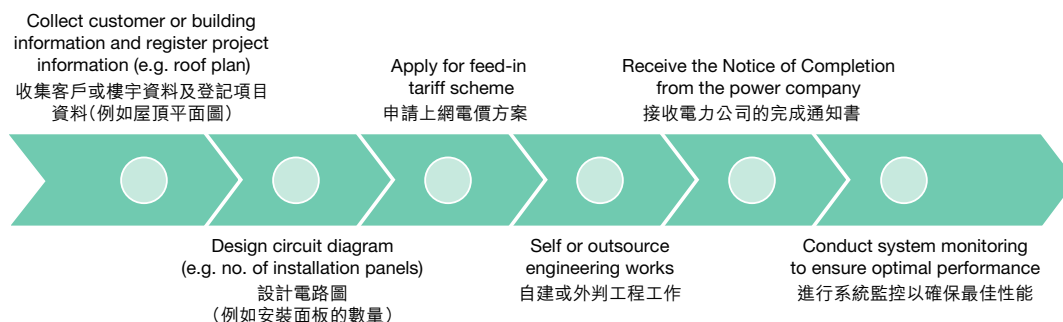 Collect customer or building
information and register project
information (e.g. roof plan)
收集客戶或樓宇資料及登記項目
資料(例如屋頂平面圖)
Design circuit diagram
(e.g. no. of installation panels)
設計電路圖
(例如安裝面板的數量)
Apply for feed-in
tariff scheme
申請上網電價方案
Self or outsource
engineering works
自建或外判工程工作
Receive the Notice of Completion
from the power company
接收電力公司的完成通知書
Conduct system monitoring
to ensure optimal performance
進行系統監控以確保最佳性能